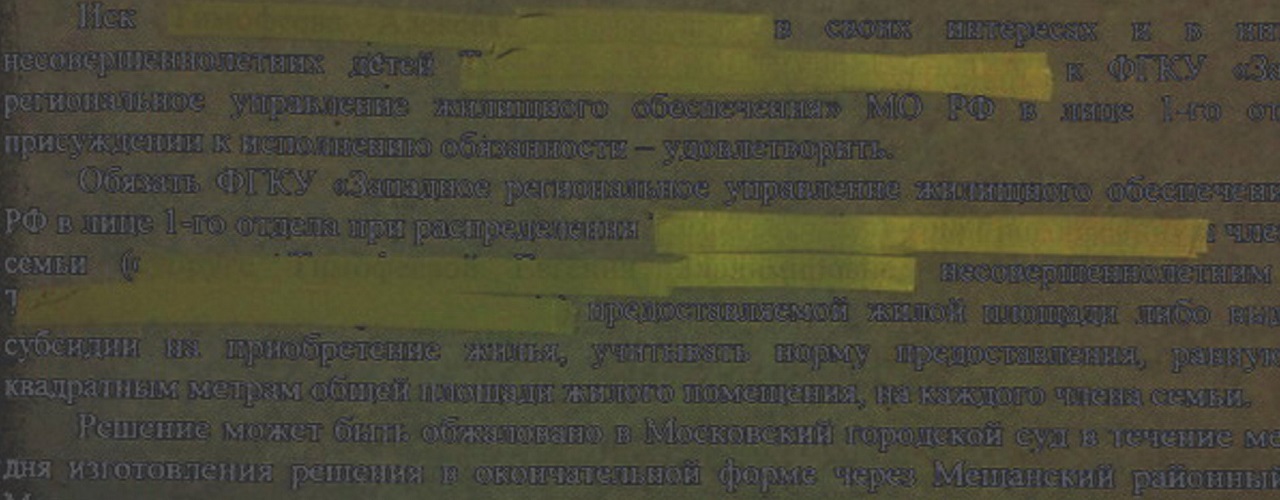 Иск в своих интересах и в
несовершеннолетних детей к ФГКУ
региональное управление жилищного обеспечения» МО РФ в лице 1-го
присуждении к исполнению обязанности – удовлетворить.
Обязать ФГКУ «Западное региональное управление жилищного
РФ в лице 1-го отдела при распределении
семьи несовершеннолетним
предоставляемой жилой площади либо
субсидии на приобретение жилья, учитывать норму предоставления,
квадратным метрам общей площади жилого помещения, на каждого члена семьи.
Решение может быть обжаловано в Московский городской суд в течение
дня изготовления решения в окончательной форме через Мещанский районный